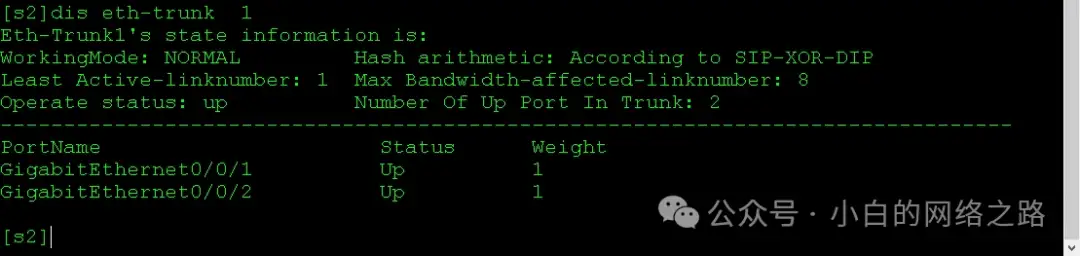 [s2]dis eth-trunk  1
Eth-Trunk1's state information is:
WorkingMode: NORMAL         Hash arithmetic: According to SIP-XOR-DIP
Least Active-linknumber: 1  Max Bandwidth-affected-linknumber: 8
Operate status: up          Number Of Up Port In Trunk: 2
--------------------------------------------------------------------------------
PortName                      Status      Weight
GigabitEthernet0/0/1          Up          1
GigabitEthernet0/0/2          Up          1
公众号·小白的网络之路
[s2]